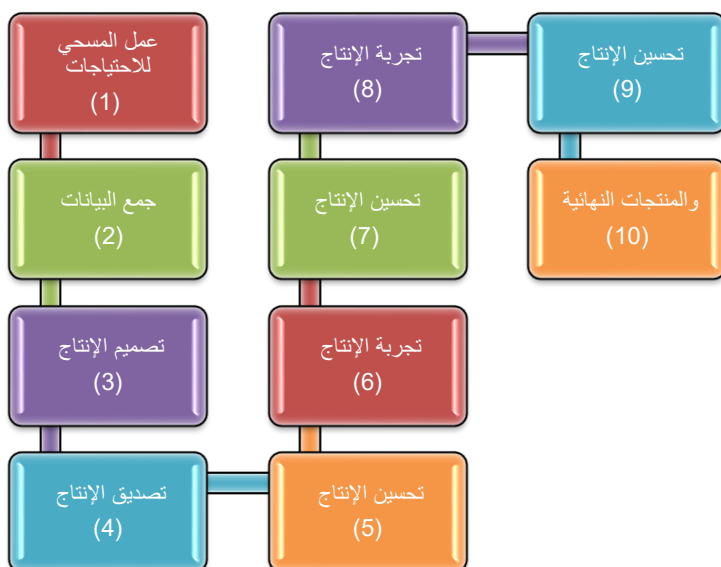 عمل المسحي
للاحتياجات
(1)
جمع البيانات
(2)
تصميم الإنتاج
(3)
تصديق الإنتاج
(4)
تحسين الإنتاج
(5)
تجربة الإنتاج
(6)
تحسين الإنتاج
(7)
تجربة الإنتاج
(8)
تحسين الإنتاج
(9)
والمنتجات النهائية
(10)